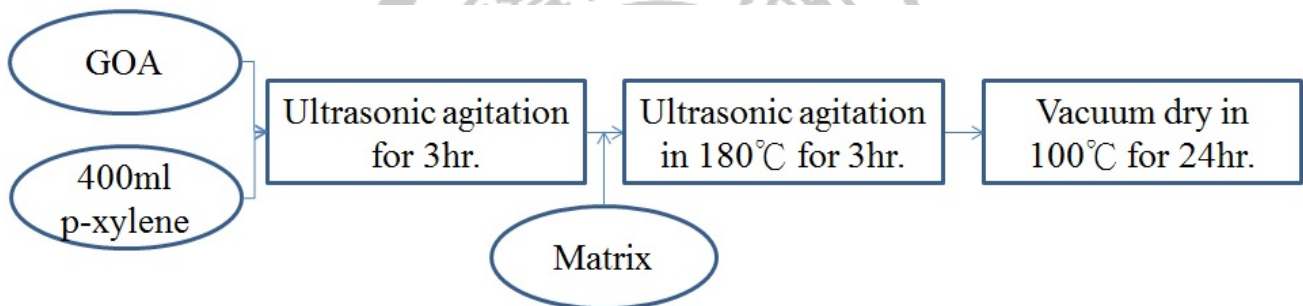 GOA
400ml
p-xylene
Ultrasonic agitation
for 3hr.
Matrix
Ultrasonic agitation
in 180℃ for 3hr.
Vacuum dry in
100℃ for 24hr.